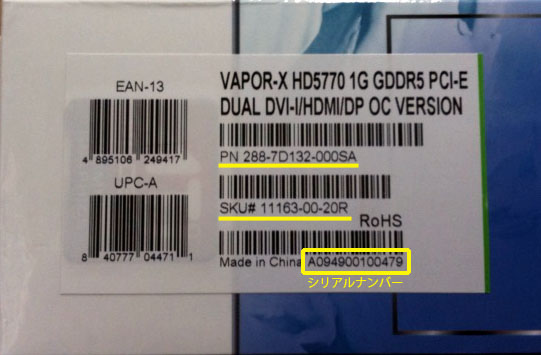 EAN-13
4 895106 249417
UPC-A
8 40777 04471 1
VAPOR-X HD5770 1G GDDR5 PCI-E
DUAL DVI-I/HDMI/DP OC VERSION
PN 288-7D132-000SA
SKU# 11163-00-20R
RoHS
Made in China A094900100479
シリアルナンバー